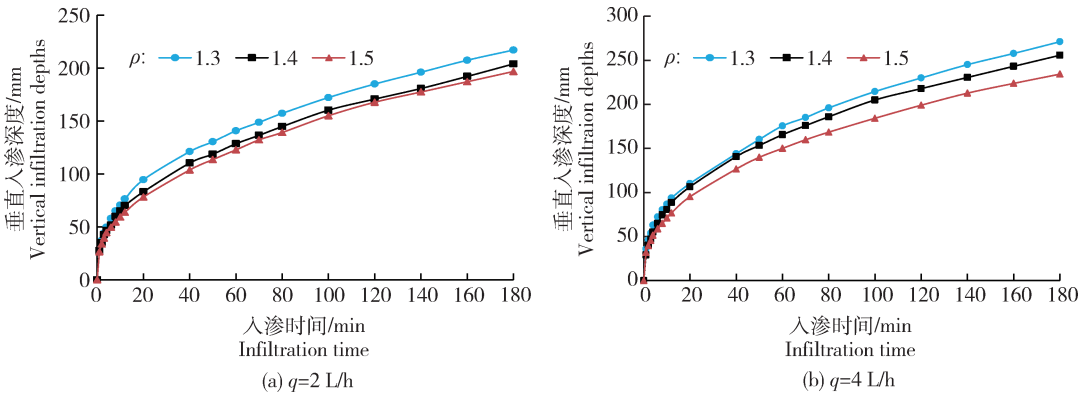 250
200
150
100
50
0
垂直入渗深度/mm
Vertical infiltration depths
ρ: 1.3 1.4 1.5
0 20 40 60 80 100 120 140 160 180
入渗时间/min
Infiltration time
(a) q=2 L/h
300
250
200
150
100
50
0
垂直入渗深度/mm
Vertical infiltraion depths
ρ: 1.3 1.4 1.5
0 20 40 60 80 100 120 140 160 180
入渗时间/min
Infiltration time
(b) q=4 L/h